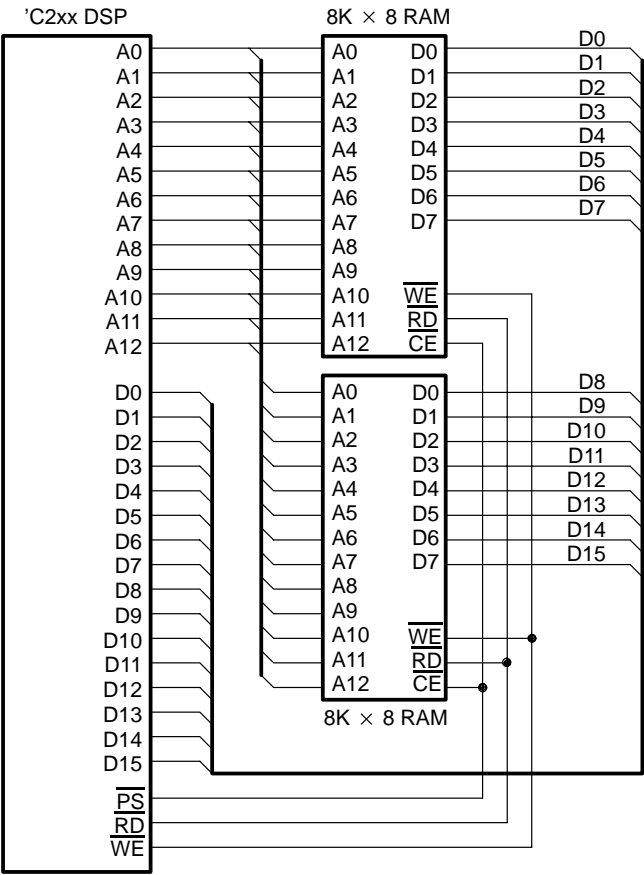 'C2xx DSP
A0
A1
A2
A3
A4
A5
A6
A7
A8
A9
A10
A11
A12
D0
D1
D2
D3
D4
D5
D6
D7
D8
D9
D10
D11
D12
D13
D14
D15
PS
RD
WE
8K × 8 RAM
A0 D0
A1 D1
A2 D2
A3 D3
A4 D4
A5 D5
A6 D6
A7 D7
A8
A9
A10 WE
A11 RD
A12 CE
D0
D1
D2
D3
D4
D5
D6
D7
A0 D0
A1 D1
A2 D2
A3 D3
A4 D4
A5 D5
A6 D6
A7 D7
A8
A9
A10 WE
A11 RD
A12 CE
8K × 8 RAM
D8
D9
D10
D11
D12
D13
D14
D15